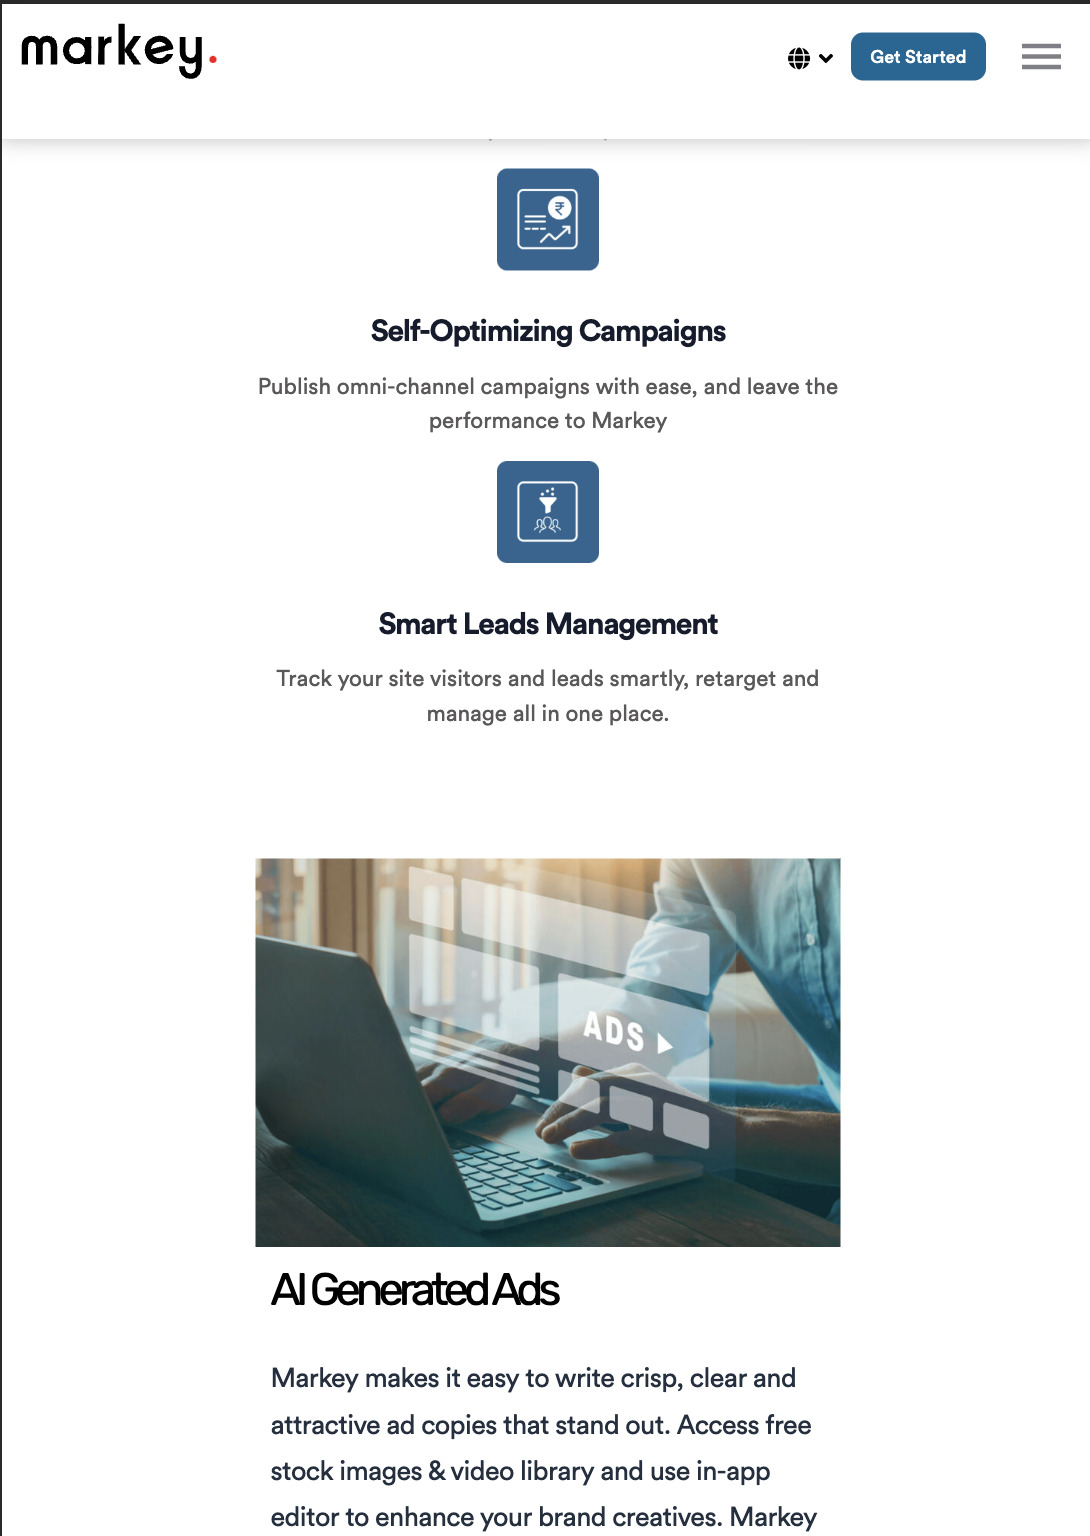 markey.
Get Started
₹
Self-Optimizing Campaigns
Publish omni-channel campaigns with ease, and leave the
performance to Markey
Smart Leads Management
Track your site visitors and leads smartly, retarget and
manage all in one place.
ADS
AI Generated Ads
Markey makes it easy to write crisp, clear and
attractive ad copies that stand out. Access free
stock images & video library and use in-app
editor to enhance your brand creatives. Markey